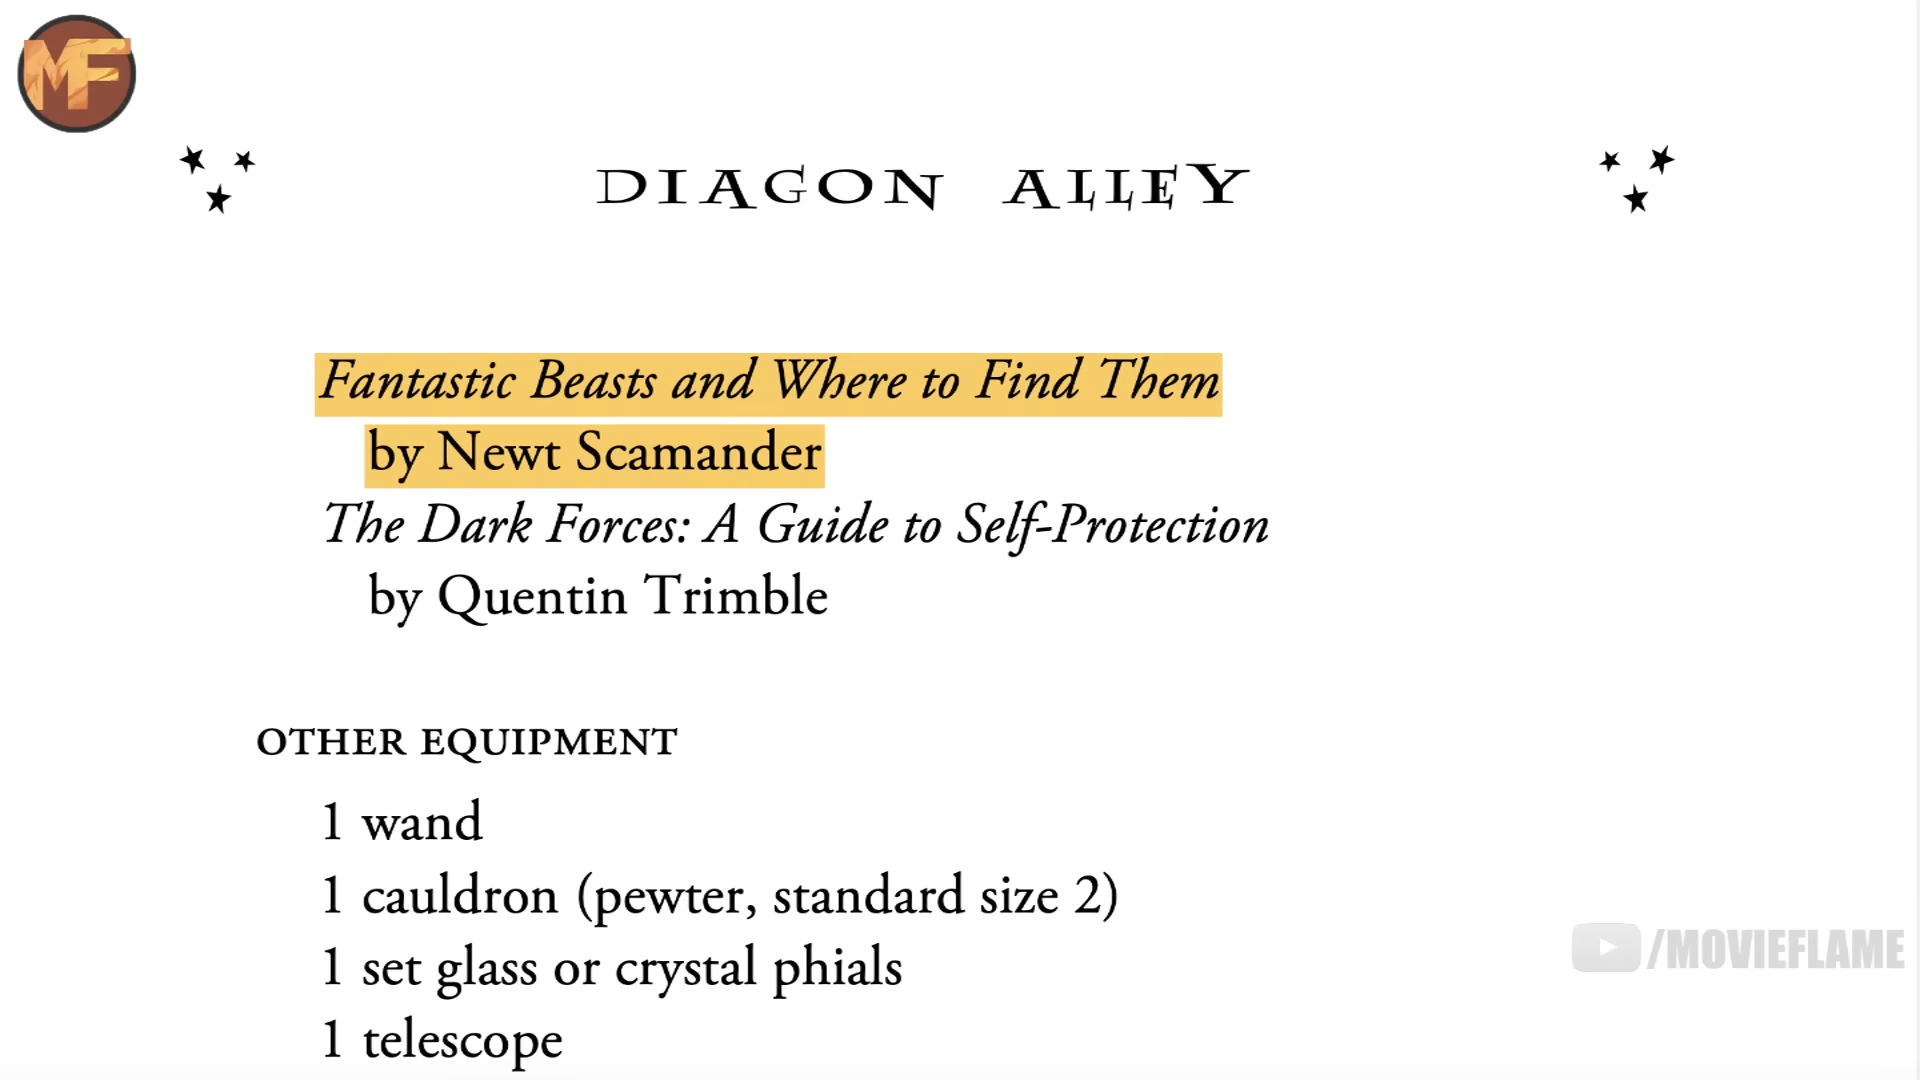 MF
DIAGON ALLEY
Fantastic Beasts and Where to Find Them
by Newt Scamander
The Dark Forces: A Guide to Self-Protection
by Quentin Trimble
OTHER EQUIPMENT
1 wand
1 cauldron (pewter, standard size 2)
1 set glass or crystal phials
1 telescope
/MOVIEFLAME